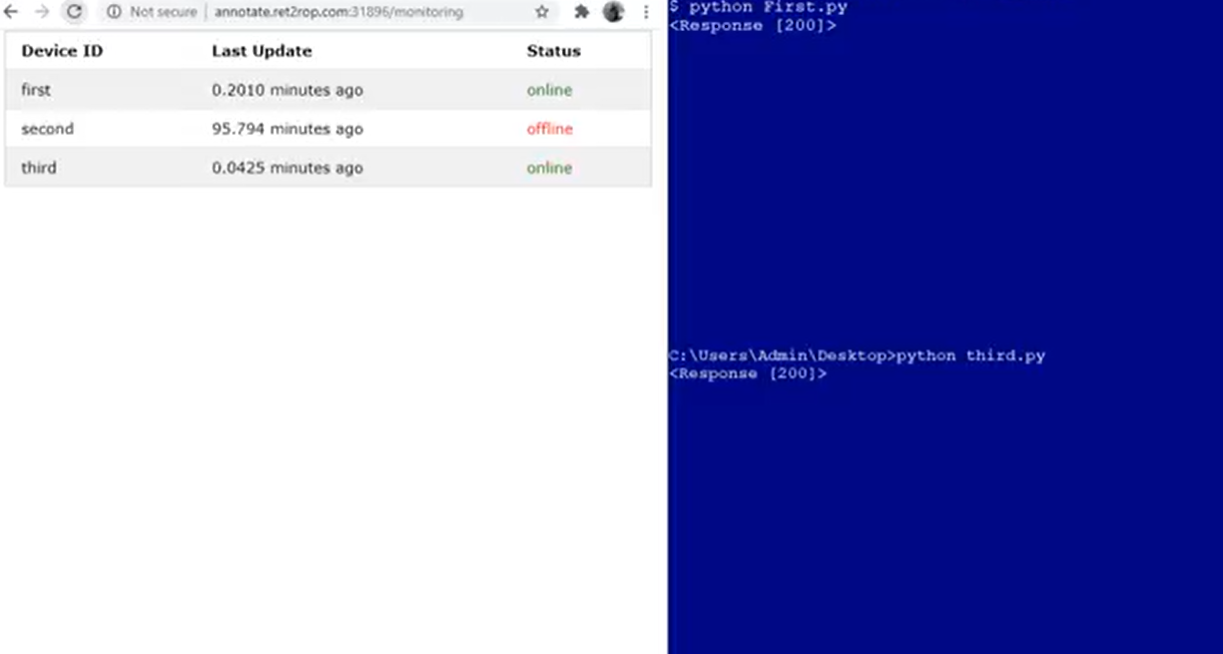 Not secure | annotate.ret2rop.com:31896/monitoring
Device ID Last Update Status
first 0.2010 minutes ago online
second 95.794 minutes ago offline
third 0.0425 minutes ago online
$ python First.py
<Response [200]>
C:\Users\Admin\Desktop>python third.py
<Response [200]>